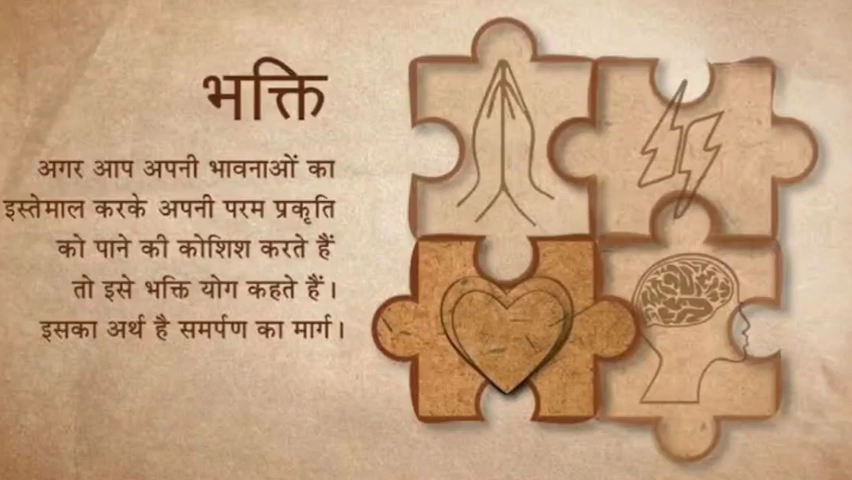 भक्ति
अगर आप अपनी भावनाओं का
इस्तेमाल करके अपनी परम प्रकृति
को पाने की कोशिश करते हैं
तो इसे भक्ति योग कहते हैं।
इसका अर्थ है समर्पण का मार्ग।